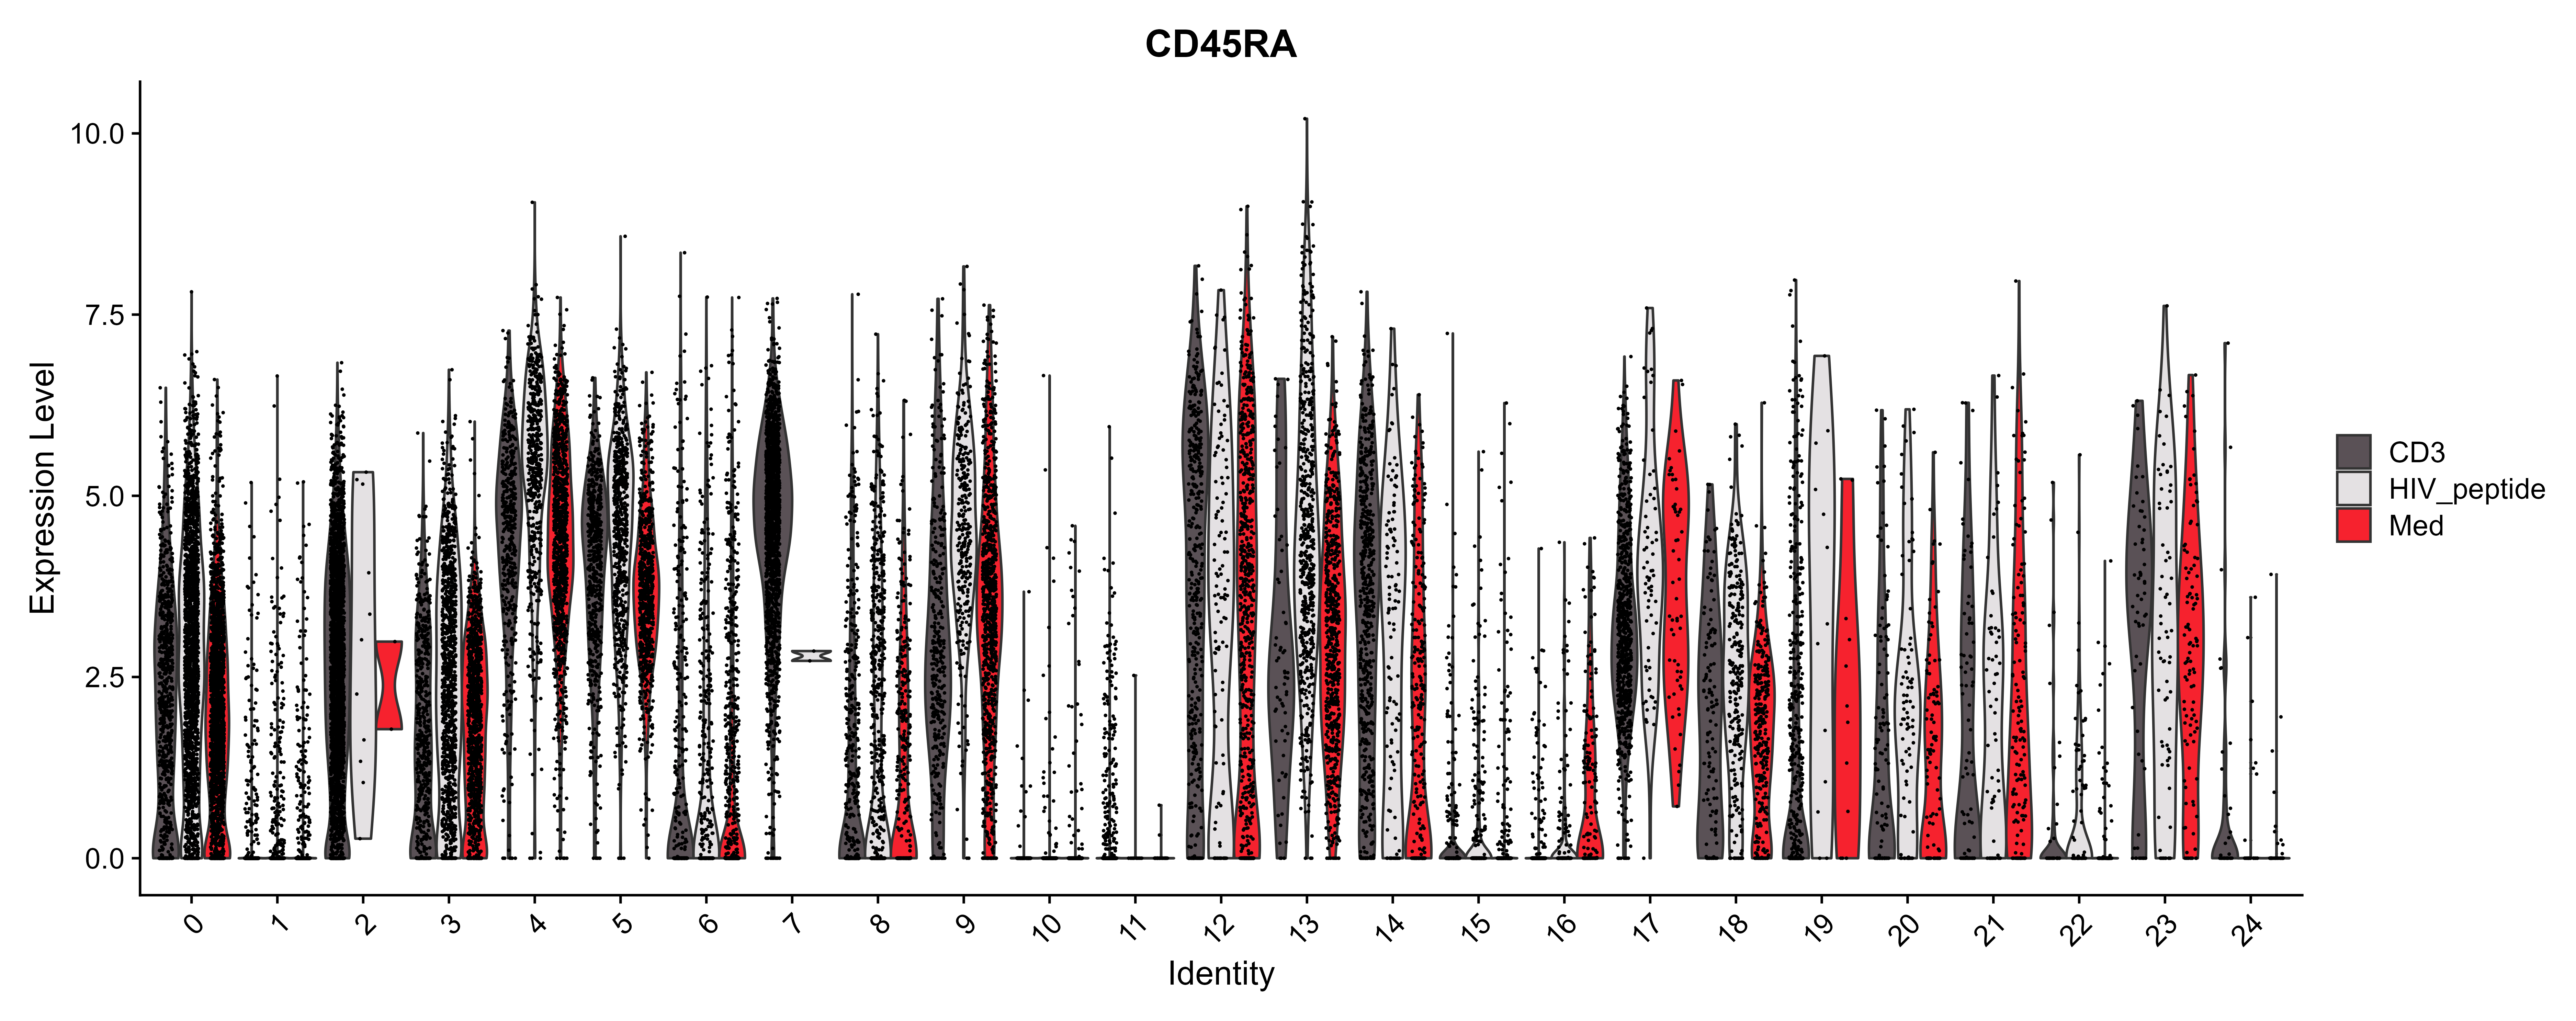 CD45RA
Expression Level
10.0
7.5
5.0
2.5
0.0
0 1 2 3 4 5 6 7 8 9 10 11 12 13 14 15 16 17 18 19 20 21 22 23 24
Identity
CD3
HIV_peptide
Med